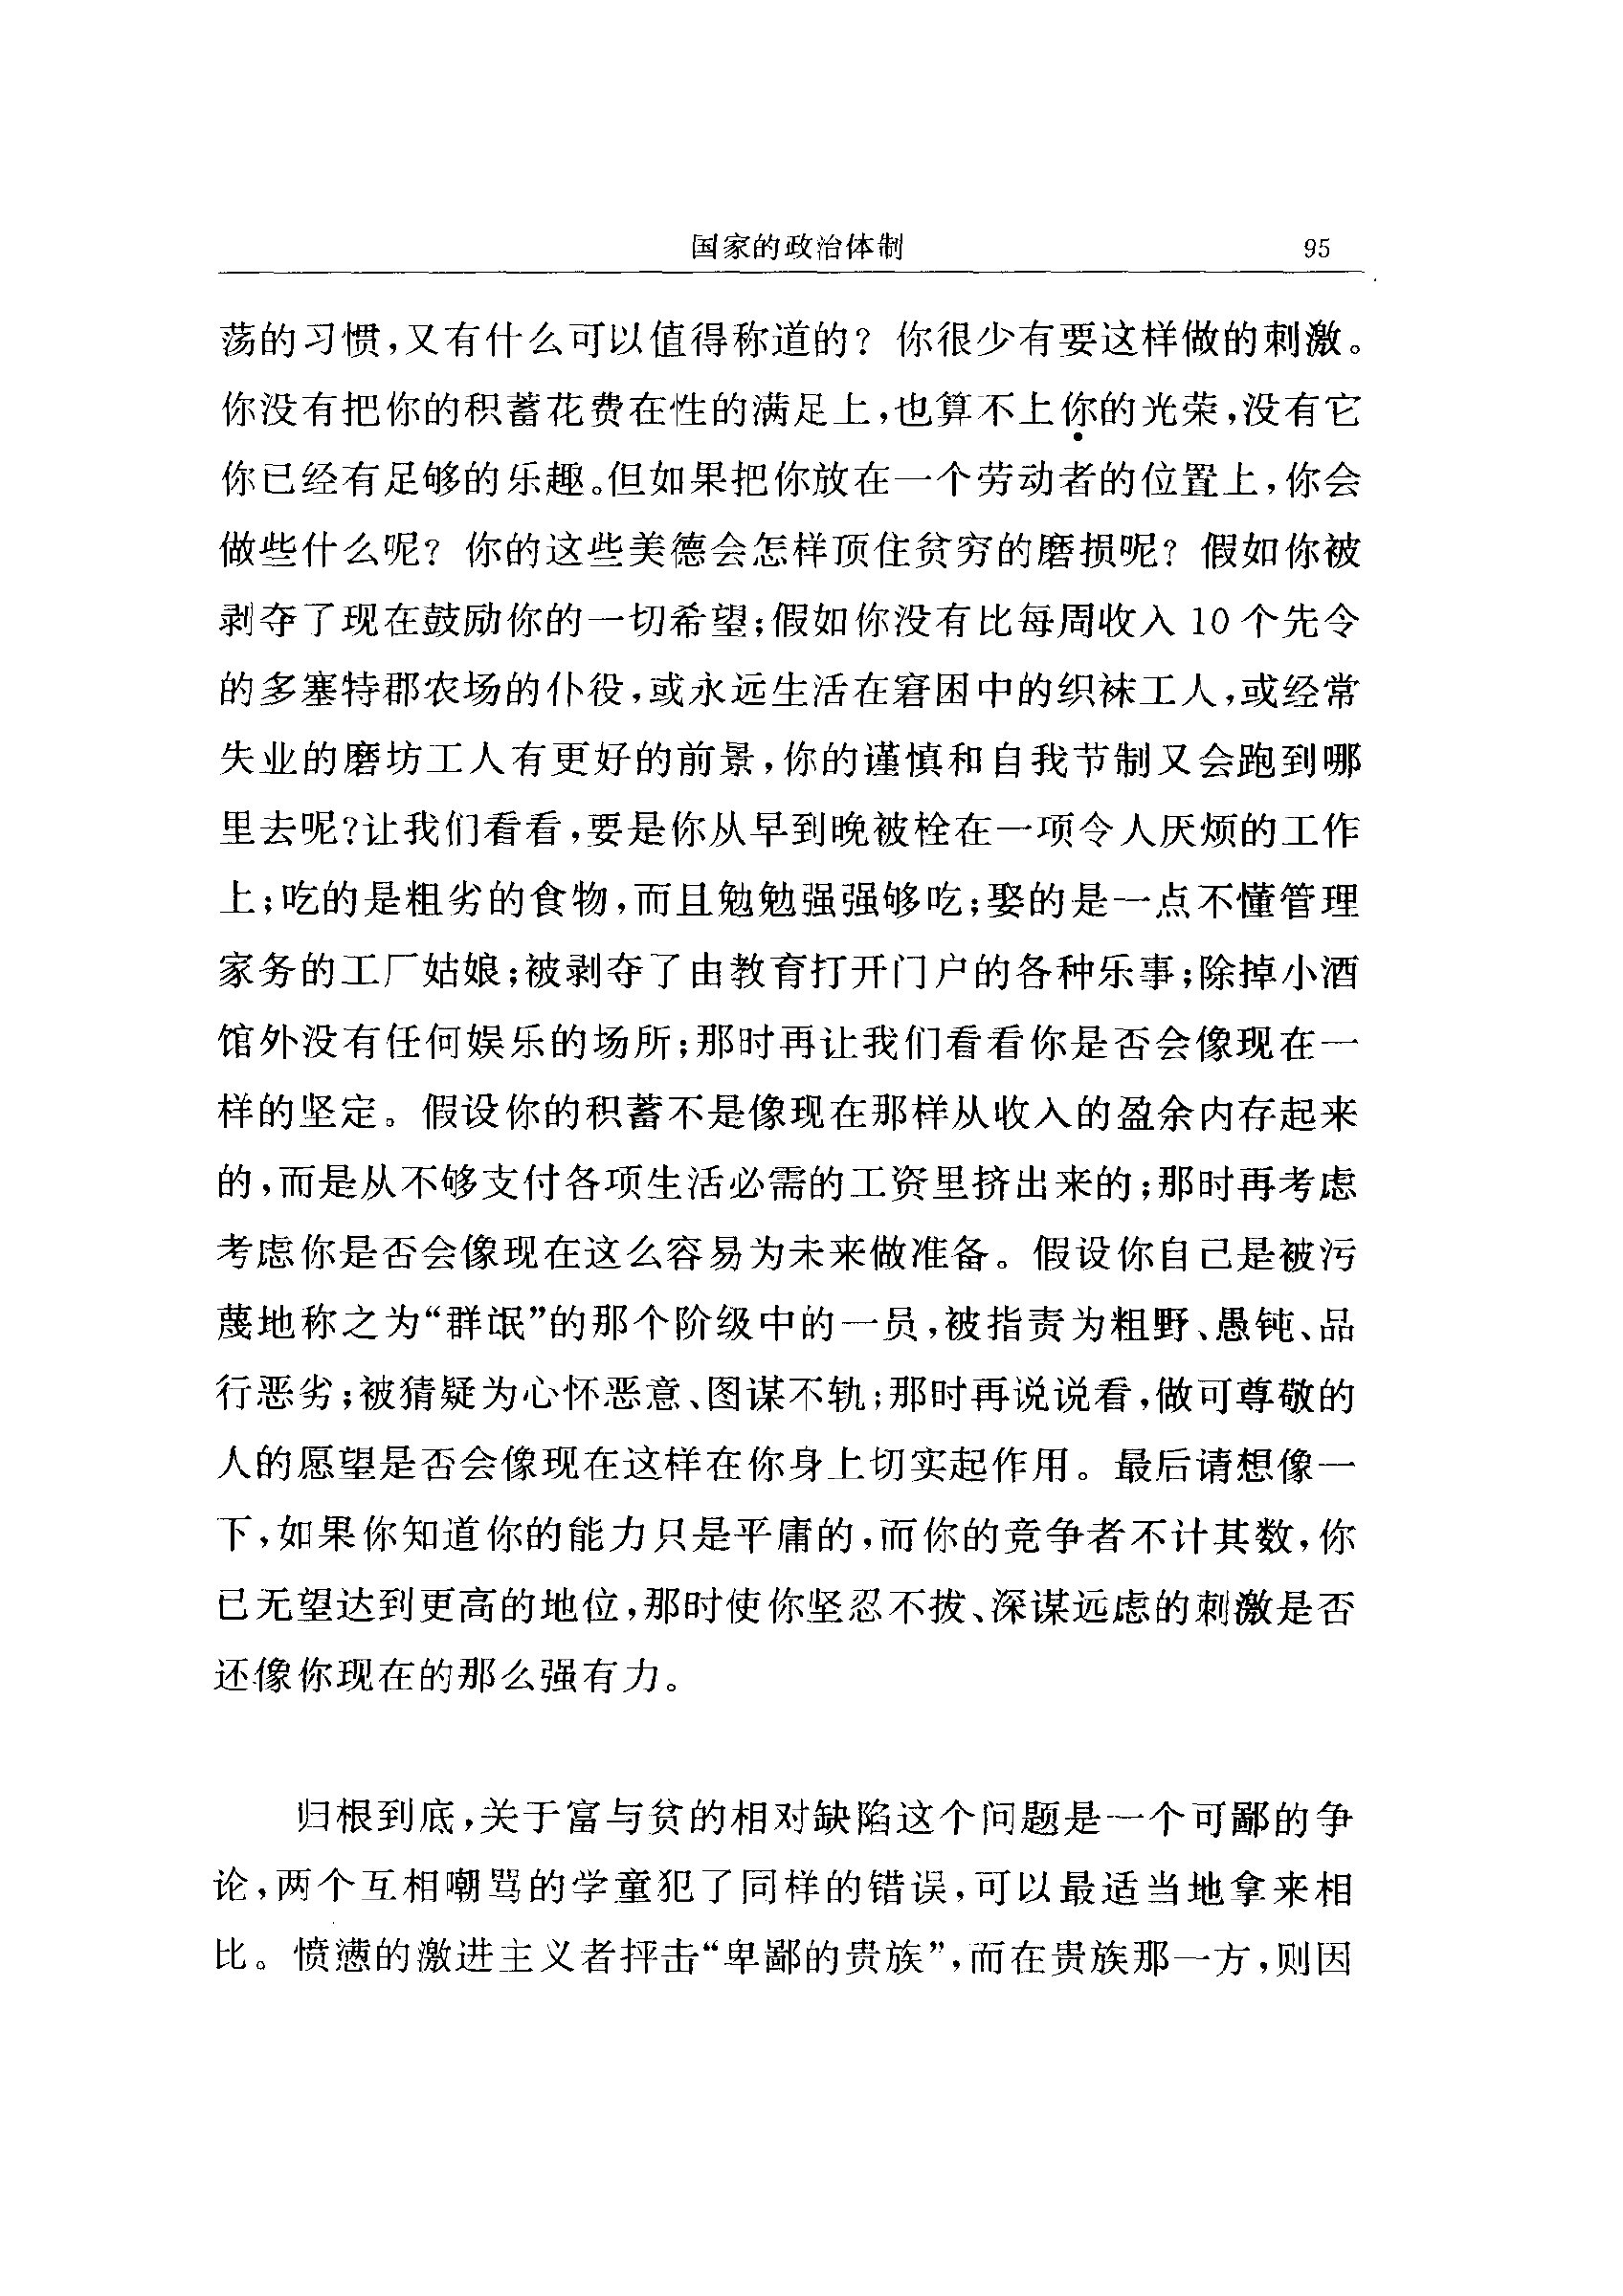 国家的政治体制 95
荡的习惯,又有什么可以值得称道的? 你很少有要这样做的刺激。
你没有把你的积蓄花费在性的满足上,也算不上你的光荣,没有它
你已经有足够的乐趣。但如果把你放在一个劳动者的位置上,你会
做些什么呢? 你的这些美德会怎样顶住贫穷的磨损呢? 假如你被
剥夺了现在鼓励你的一切希望;假如你没有比每周收入 10 个先令
的多塞特郡农场的仆役,或永远生活在窘困中的织袜工人,或经常
失业的磨坊工人有更好的前景,你的谨慎和自我节制又会跑到哪
里去呢?让我们看看,要是你从早到晚被栓在一项令人厌烦的工作
上;吃的是粗劣的食物,而且勉勉强强够吃;娶的是一点不懂管理
家务的工厂姑娘;被剥夺了由教育打开门户的各种乐事;除掉小酒
馆外没有任何娱乐的场所;那时再让我们看看你是否会像现在一
样的坚定。假设你的积蓄不是像现在那样从收入的盈余内存起来
的,而是从不够支付各项生活必需的工资里挤出来的;那时再考虑
考虑你是否会像现在这么容易为未来做准备。假设你自己是被污
蔑地称之为“群氓”的那个阶级中的一员,被指责为粗野、愚钝、品
行恶劣;被猜疑为心怀恶意、图谋不轨;那时再说说看,做可尊敬的
人的愿望是否会像现在这样在你身上切实起作用。最后请想像一
下,如果你知道你的能力只是平庸的,而你的竞争者不计其数,你
已无望达到更高的地位,那时使你坚忍不拔、深谋远虑的刺激是否
还像你现在的那么强有力。
归根到底,关于富与贫的相对缺陷这个问题是一个可鄙的争
论,两个互相嘲骂的学童犯了同样的错误,可以最适当地拿来相
比。愤懑的激进主义者抨击“卑鄙的贵族”,而在贵族那一方,则因